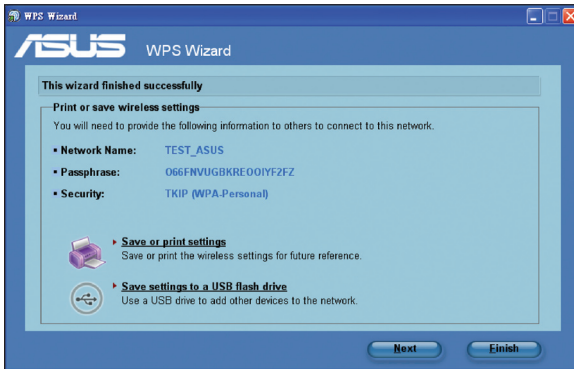 WPS Wizard
ASUS WPS Wizard
This wizard finished successfully
Print or save wireless settings
You will need to provide the following information to others to connect to this network.
Network Name: TEST_ASUS
Passphrase: O66FNVUGBKREOOIYF2FZ
Security: TKIP (WPA-Personal)
Save or print settings
Save or print the wireless settings for future reference.
Save settings to a USB flash drive
Use a USB drive to add other devices to the network.
Next Finish